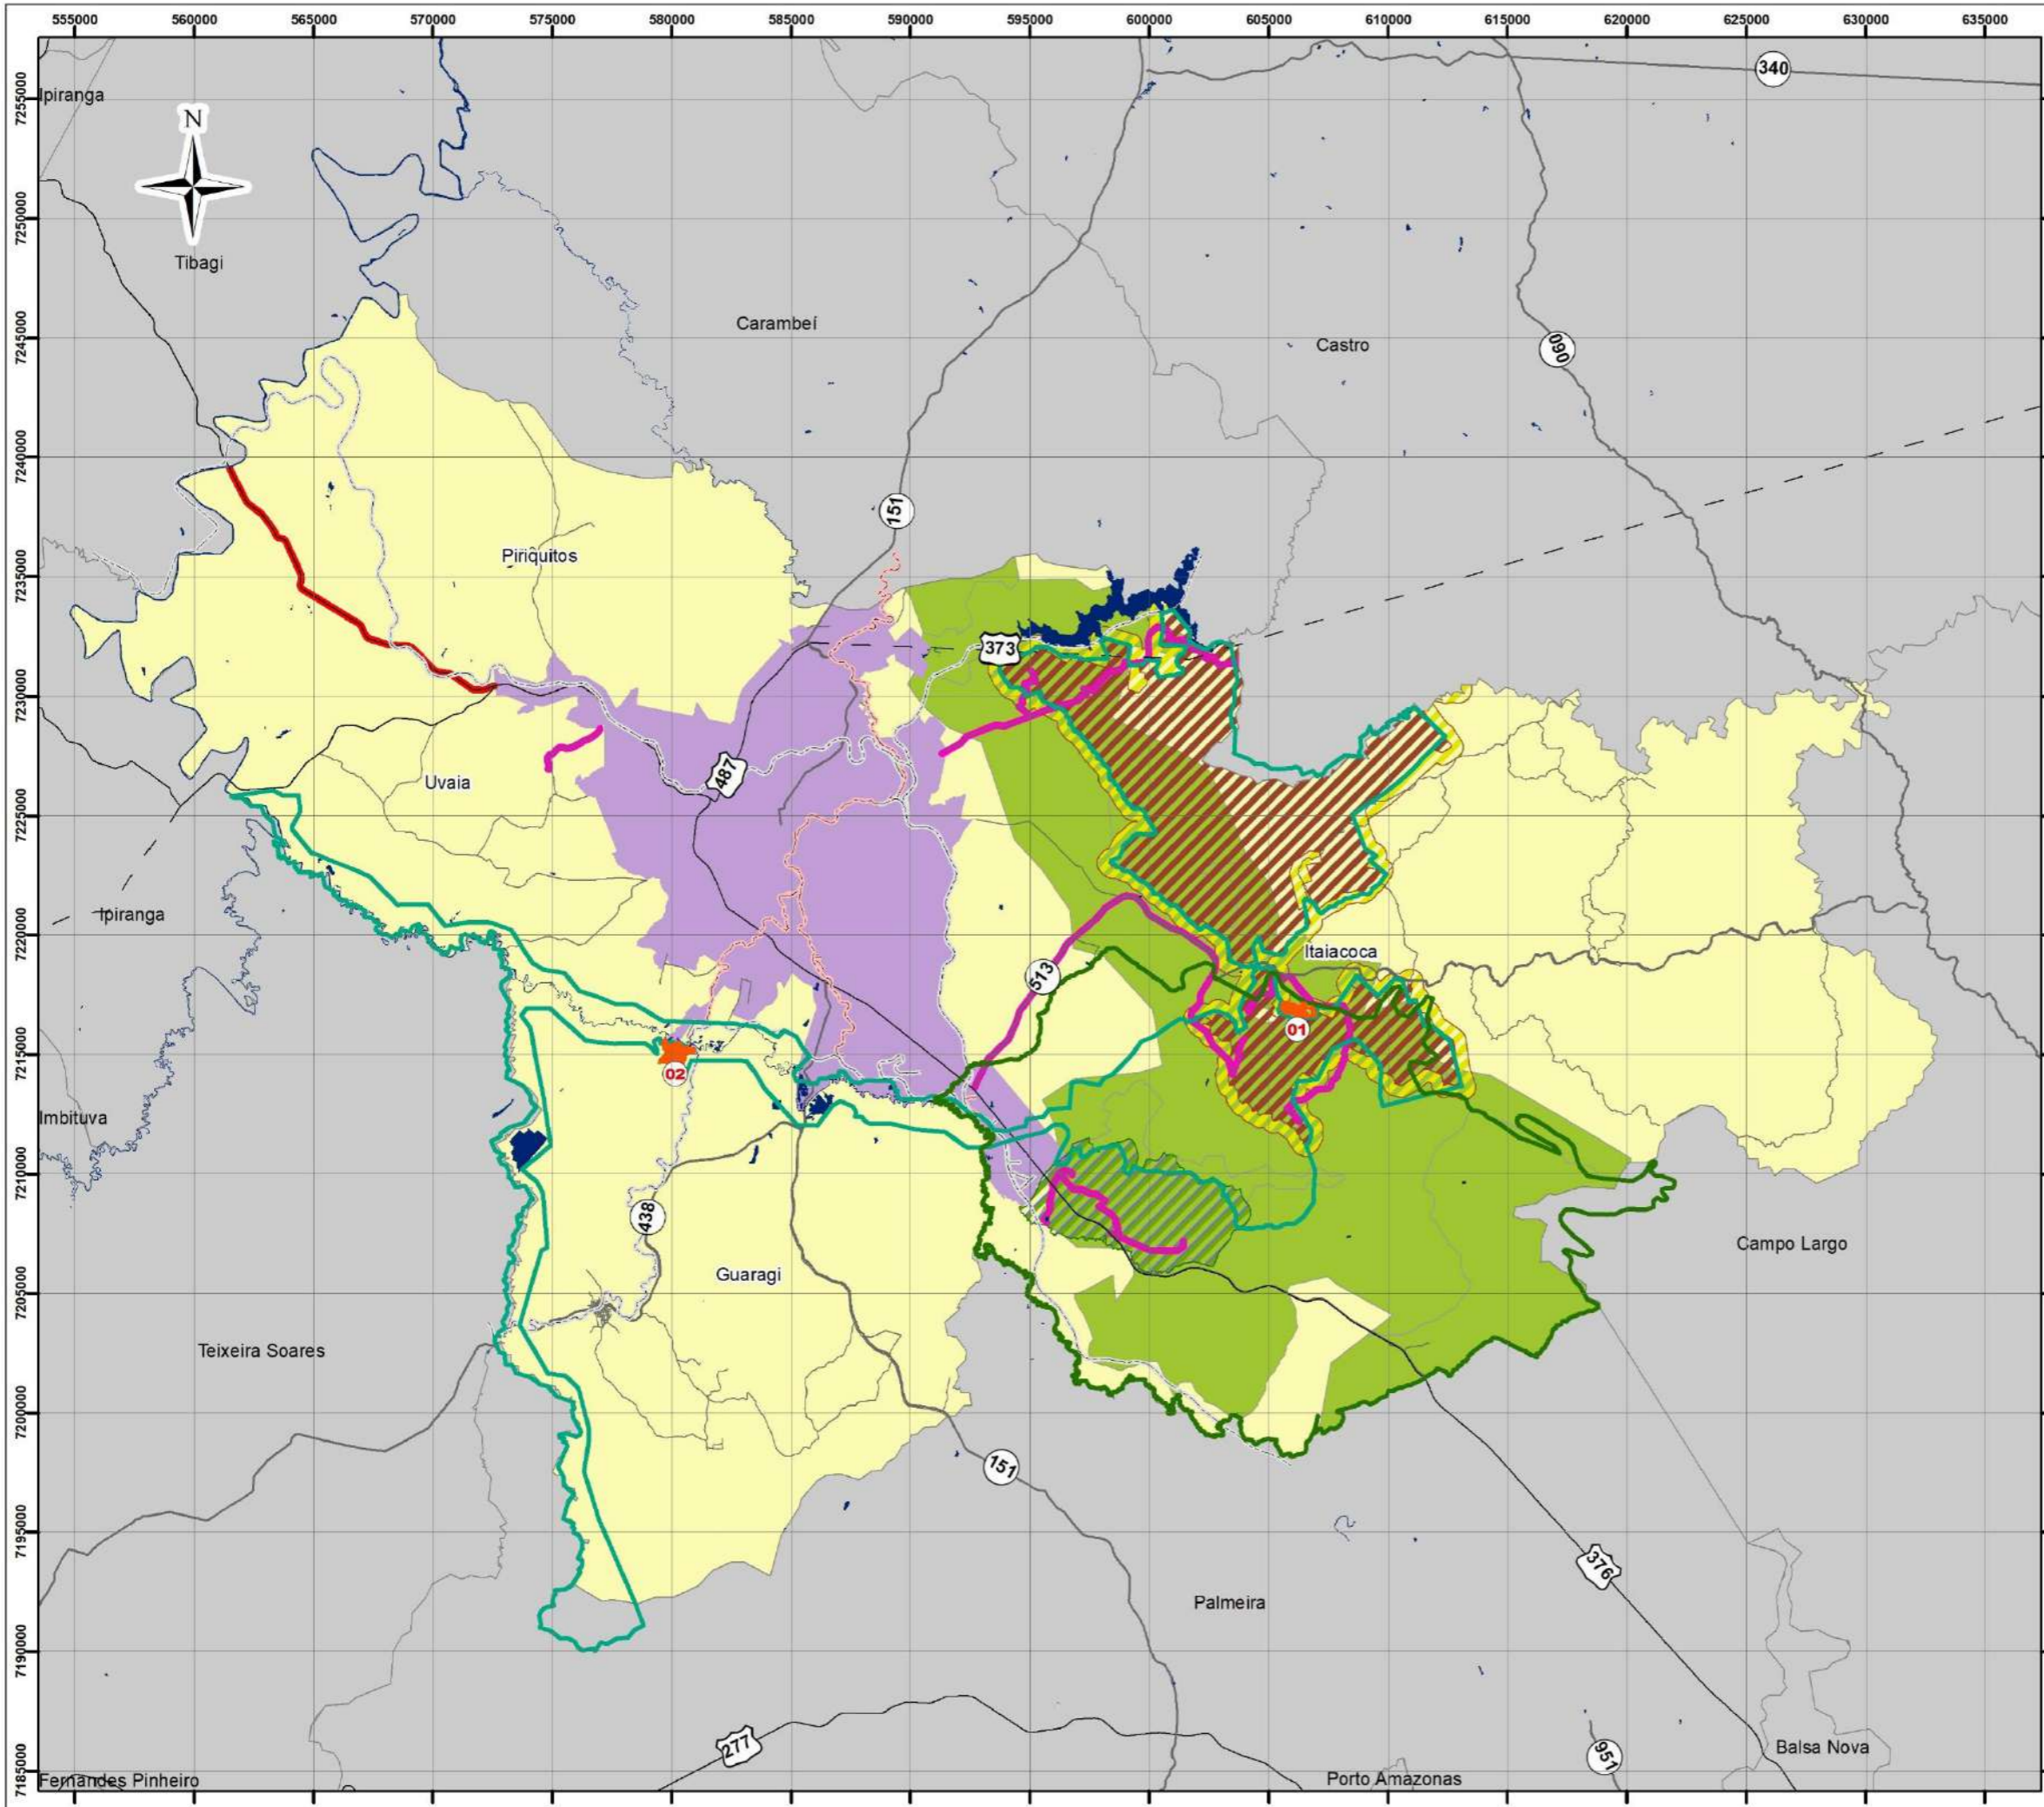 555000 560000 565000 570000 575000 580000 585000 590000 595000 600000 605000 610000 615000 620000 625000 630000 635000
7255000
7250000
7245000
7240000
7235000
7230000
7225000
7220000
7215000
7210000
7205000
7200000
7195000
7190000
7185000
340
Ipiranga
N
Tibagi
Carambeí
Castro
090
151
Piriquitos
373
Uvaia
487
Ipiranga
Itaiacoca
513
01
02
Imbituva
438
Guaragi
Campo Largo
Teixeira Soares
151
376
Palmeira
277
951
Balsa Nova
Fernandes Pinheiro
Porto Amazonas